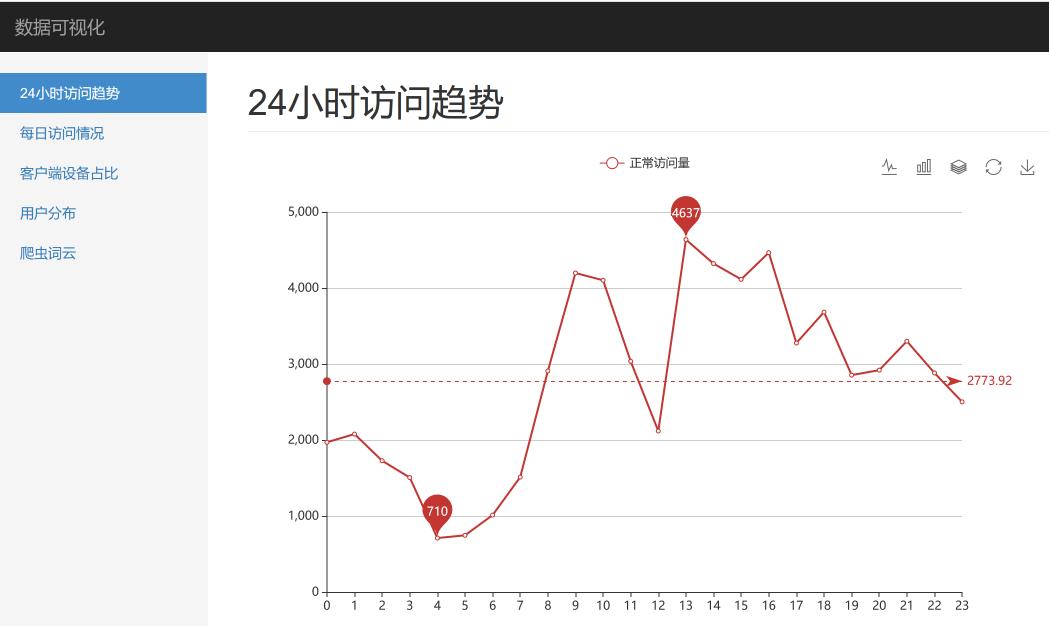 数据可视化
24小时访问趋势
每日访问情况
客户端设备占比
用户分布
爬虫词云
24小时访问趋势
正常访问量
5,000
4,000
3,000
2,000
1,000
0
4637
710
2773.92
0 1 2 3 4 5 6 7 8 9 10 11 12 13 14 15 16 17 18 19 20 21 22 23